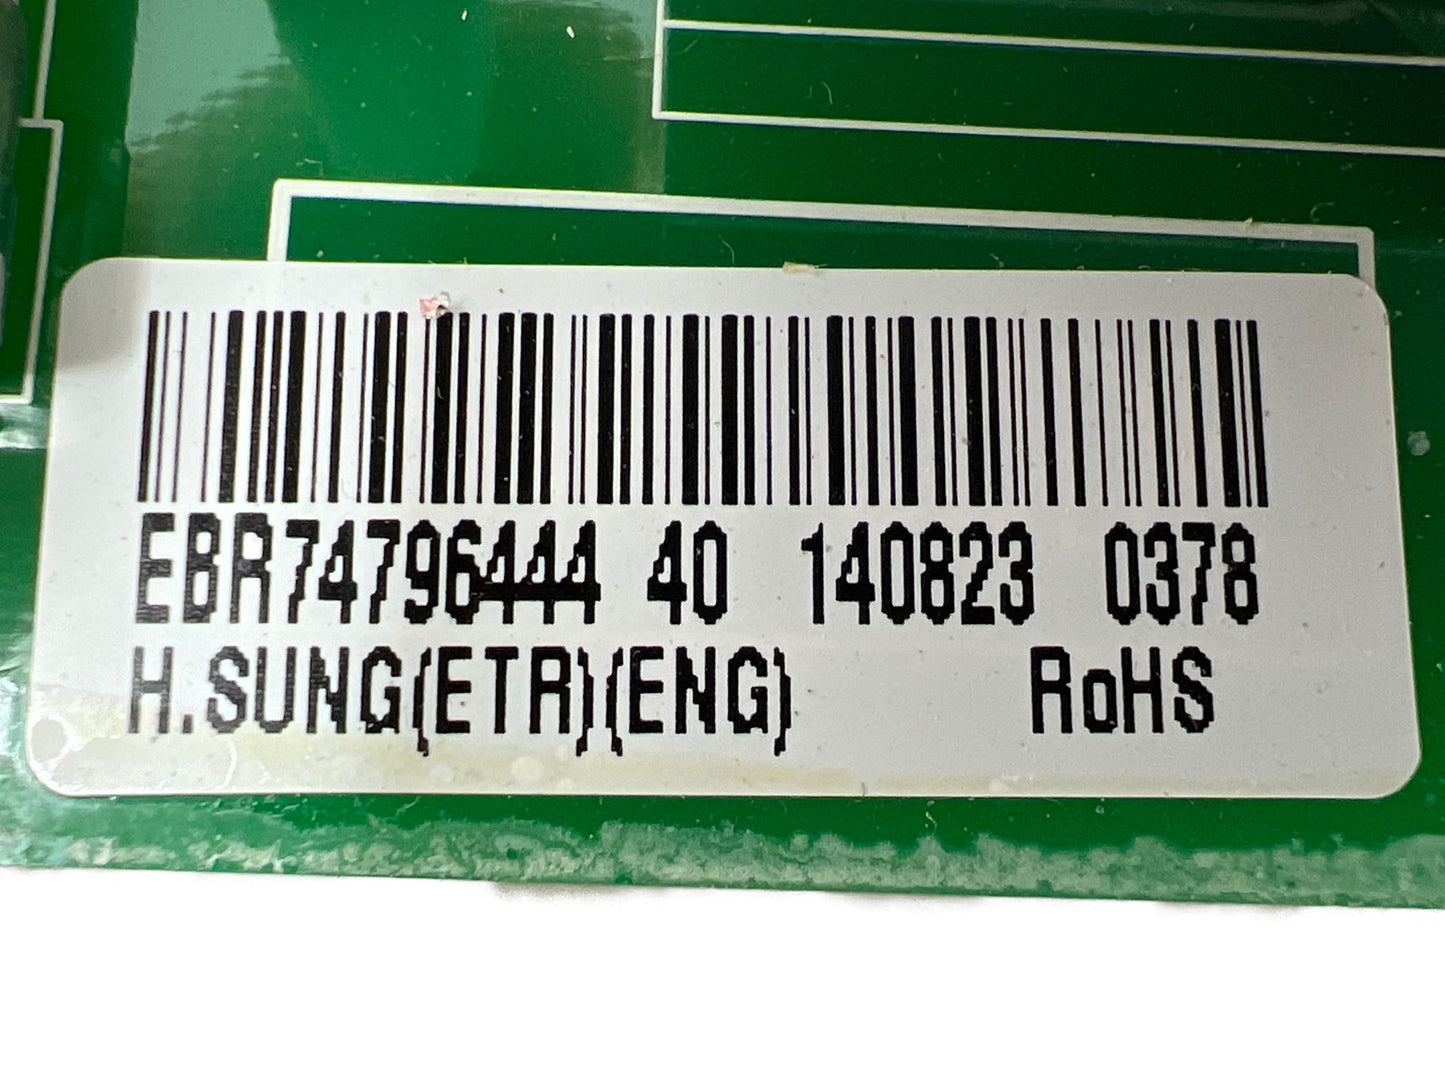 EBR74796444 40 140823 0378
H.SUNG(ETR)(ENG) RoHS